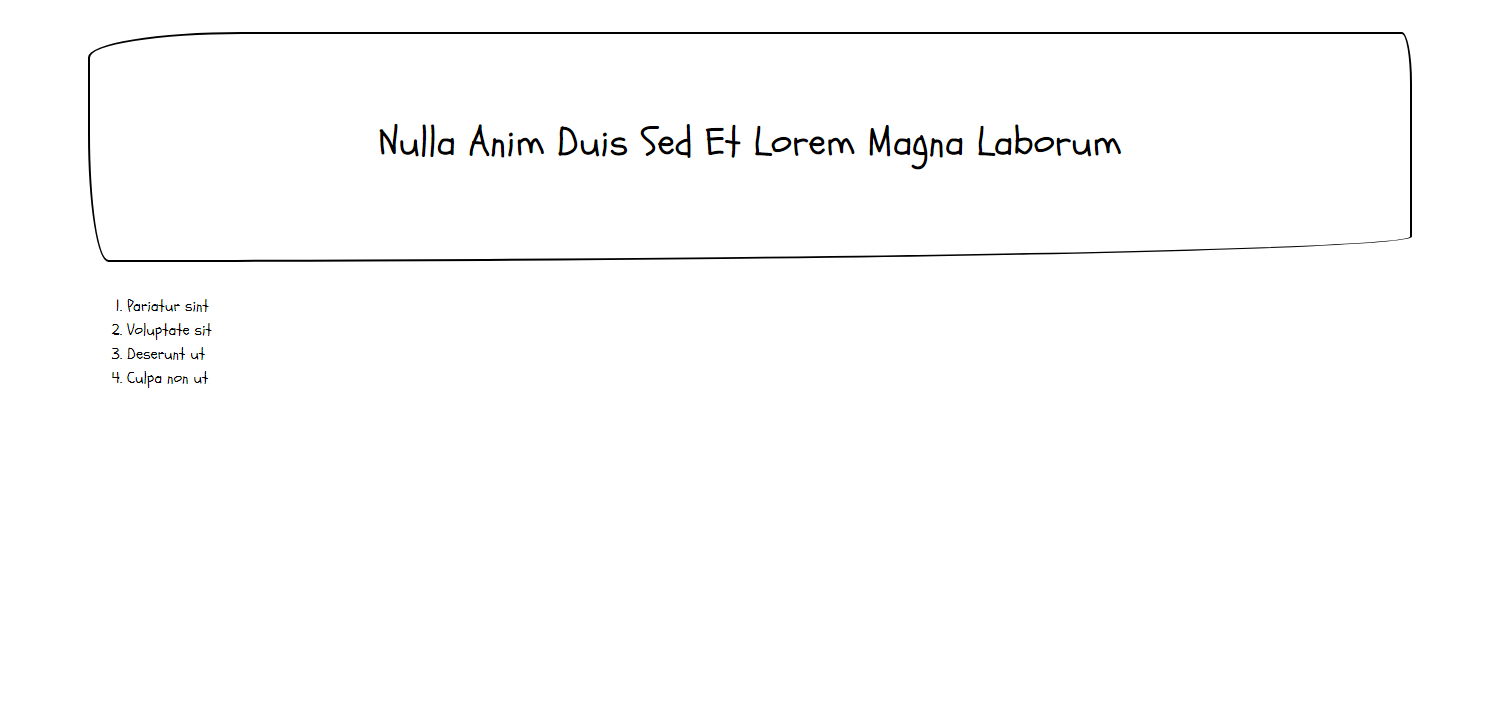 Nulla Anim Duis Sed Et Lorem Magna Laborum
1. Pariatur sint
2. Voluptate sit
3. Deserunt ut
4. Culpa non ut